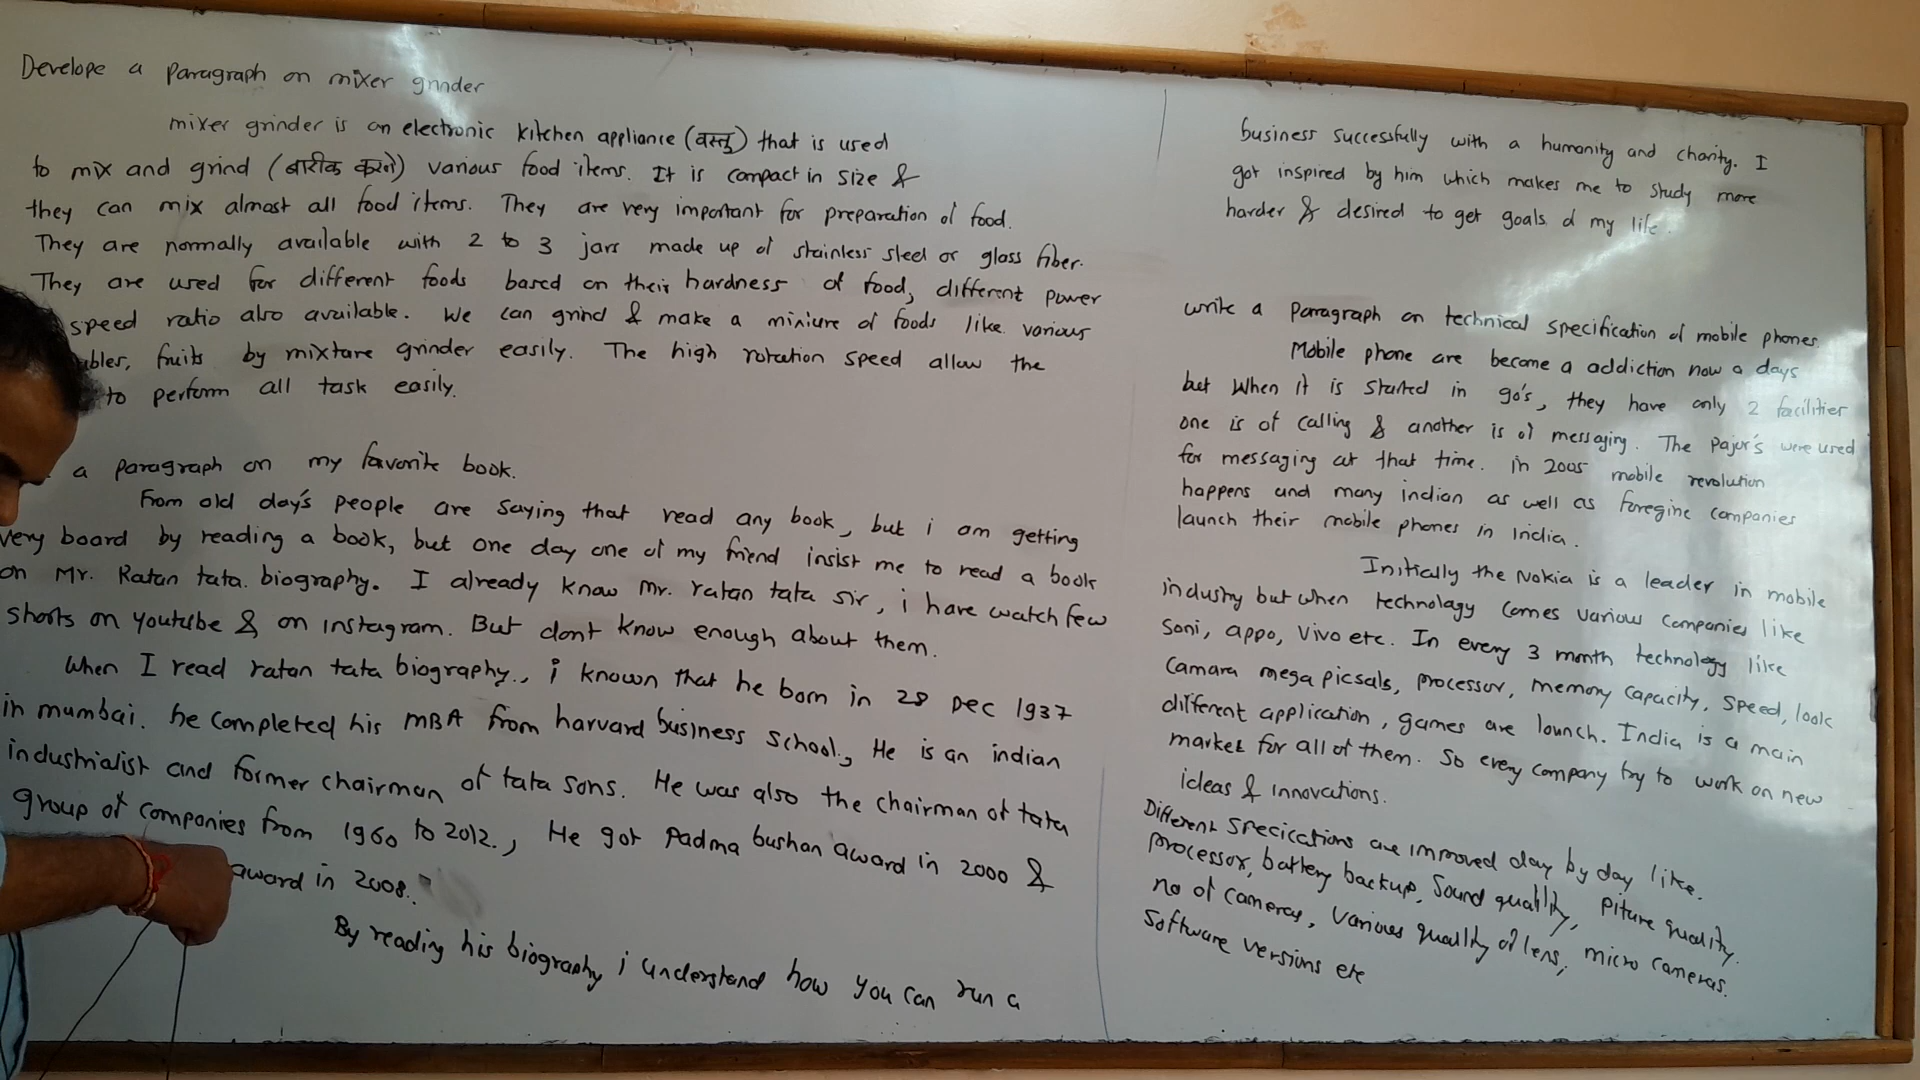 Develope a paragraph on mixer grinder
mixer grinder is an electronic kitchen appliance (वस्तू) that is used
to mix and grind (बारीक करने) various food items. It is compact in size &
they can mix almost all food items. They are very important for preparation of food.
They are normally available with 2 to 3 jars made up of stainless steel or glass fiber.
They are used for different foods based on their hardness of food, different power
speed ratio also available. We can grind & make a mixiure of foods like various
ables, fruits by mixtare grinder easily. The high rotation speed allow the
to perform all task easily.
a paragraph on my favorite book.
From old day's people are saying that read any book, but i am getting
very board by reading a book, but one day one of my friend insist me to read a book
on Mr. Ratan tata. biography. I already know Mr. ratan tata sir, i have watch few
shorts on youtube & on instagram. But dont know enough about them.
When I read ratan tata biography., i known that he born in 28 Dec 1937
in mumbai. he completed his MBA from harvard business school., He is an indian
industrialist and former chairman of tata sons. He was also the chairman of tata
group of companies from 1960 to 2012., He got Padma bushan award in 2000 &
award in 2008.
By reading his biography i understand how you can run a
business successfully with a humanity and charity. I
got inspired by him which makes me to study more
harder & desired to get goals of my life.
write a paragraph on technical specification of mobile phones.
Mobile phone are become a addiction now a days
but When it is started in 90's, they have only 2 facilities
one is of calling & another is of messaging. The pajor's were used
for messaging at that time. in 2005 mobile revolution
happens and many indian as well as foregine companies
launch their mobile phones in India.
Initially the Nokia is a leader in mobile
industry but when technology comes various companies like
Soni, appo, vivo etc. In every 3 month technology like
camara mega picsals, processor, memory capacity, speed, look
different application, games are lounch. India is a main
market for all of them. So every company try to work on new
ideas & innovations.
Different specications are improved day by day like.
processor, battery backup, sound quality, piture quality.
no of cameras, various quality of lens, micro cameras.
software versions etc